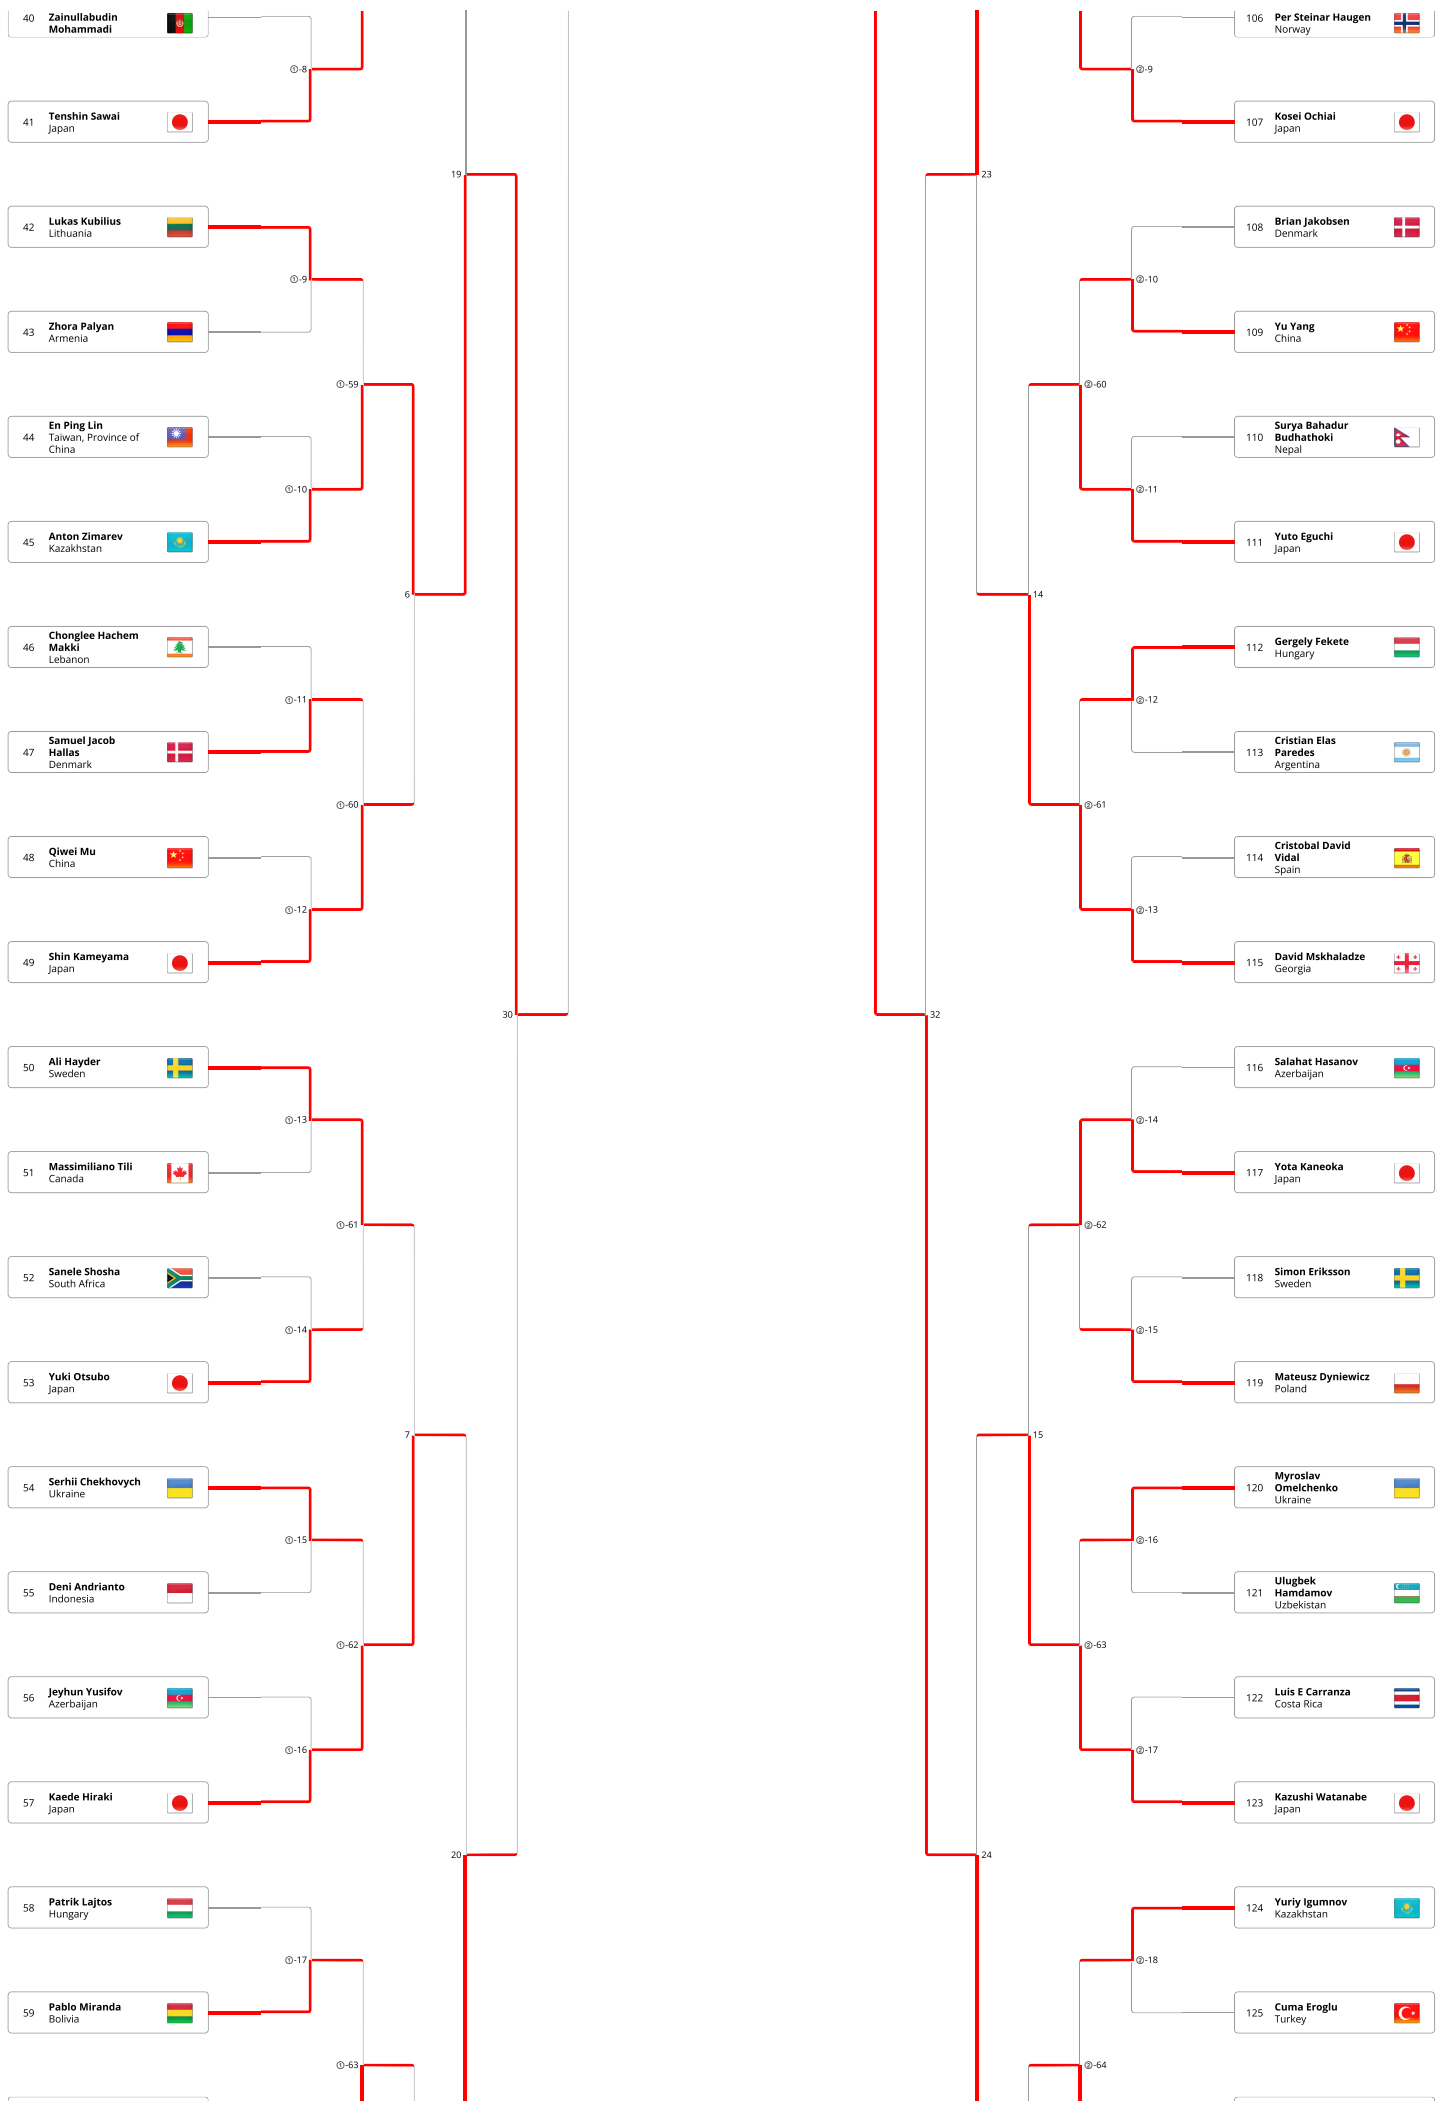 40
Zainullabudin
Mohammadi
①-8
41
Tenshin Sawai
Japan
19
42
Lukas Kubilius
Lithuania
①-9
43
Zhora Palyan
Armenia
①-59
44
En Ping Lin
Taiwan, Province of
China
①-10
45
Anton Zimarev
Kazakhstan
6
46
Chonglee Hachem
Makki
Lebanon
①-11
47
Samuel Jacob
Hallas
Denmark
①-60
48
Qiwei Mu
China
①-12
49
Shin Kameyama
Japan
30
50
Ali Hayder
Sweden
①-13
51
Massimiliano Tili
Canada
①-61
52
Sanele Shosha
South Africa
①-14
53
Yuki Otsubo
Japan
7
54
Serhii Chekhovych
Ukraine
①-15
55
Deni Andrianto
Indonesia
①-62
56
Jeyhun Yusifov
Azerbaijan
①-16
57
Kaede Hiraki
Japan
20
58
Patrik Lajtos
Hungary
①-17
59
Pablo Miranda
Bolivia
①-63
106
Per Steinar Haugen
Norway
②-9
107
Kosei Ochiai
Japan
23
108
Brian Jakobsen
Denmark
②-10
109
Yu Yang
China
②-60
110
Surya Bahadur
Budhathoki
Nepal
②-11
111
Yuto Eguchi
Japan
14
112
Gergely Fekete
Hungary
②-12
113
Cristian Elas
Paredes
Argentina
②-61
114
Cristobal David
Vidal
Spain
②-13
115
David Mskhaladze
Georgia
32
116
Salahat Hasanov
Azerbaijan
②-14
117
Yota Kaneoka
Japan
②-62
118
Simon Eriksson
Sweden
②-15
119
Mateusz Dyniewicz
Poland
15
120
Myroslav
Omelchenko
Ukraine
②-16
121
Ulugbek
Hamdamov
Uzbekistan
②-63
122
Luis E Carranza
Costa Rica
②-17
123
Kazushi Watanabe
Japan
24
124
Yuriy Igumnov
Kazakhstan
②-18
125
Cuma Eroglu
Turkey
②-64